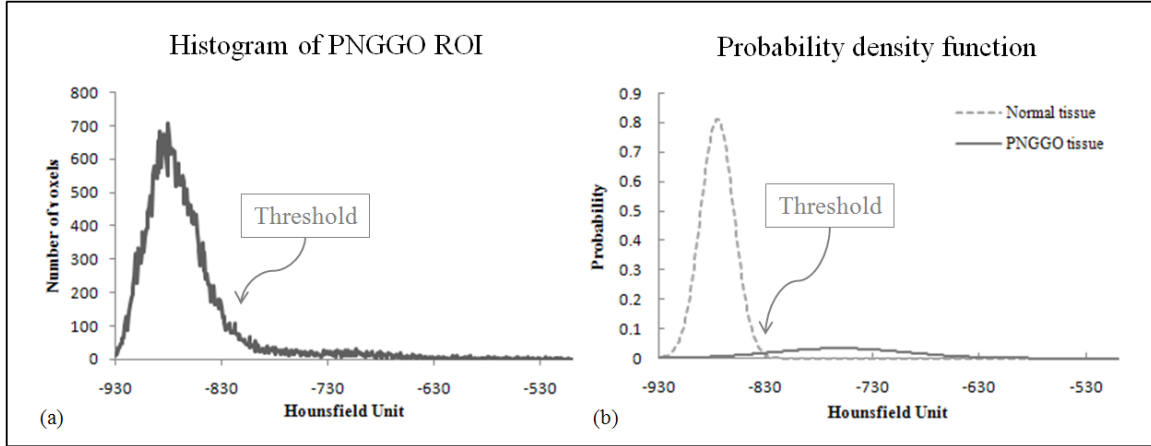 Histogram of PNGGO ROI
800
700
600
500
400
300
200
100
0
Number of voxels
Threshold
-930
-830
-730
-630
-530
Hounsfield Unit
(a)
Probability density function
0.9
0.8
0.7
0.6
0.5
0.4
0.3
0.2
0.1
0
Probability
Normal tissue
PNGGO tissue
Threshold
-930
-830
-730
-630
-530
Hounsfield Unit
(b)